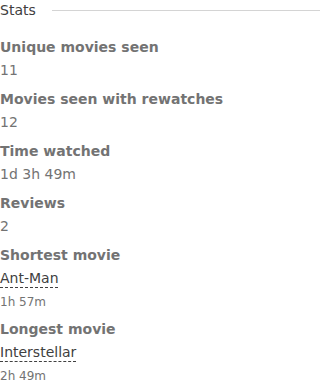 Stats
Unique movies seen
11
Movies seen with rewatches
12
Time watched
1d 3h 49m
Reviews
2
Shortest movie
Ant-Man
1h 57m
Longest movie
Interstellar
2h 49m